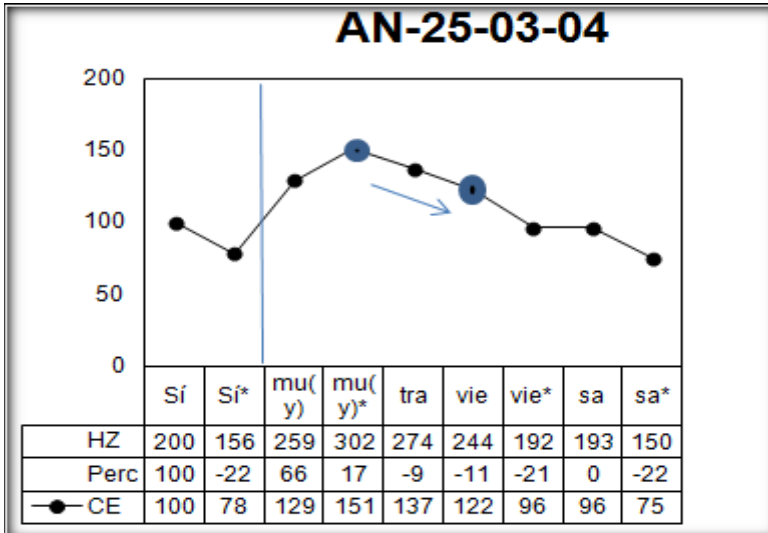 AN-25-03-04
200
150
100
50
0
Sí Sí* mu(y) mu(y)* tra vie vie* sa sa*
HZ 200 156 259 302 274 244 192 193 150
Perc 100 -22 66 17 -9 -11 -21 0 -22
CE 100 78 129 151 137 122 96 96 75